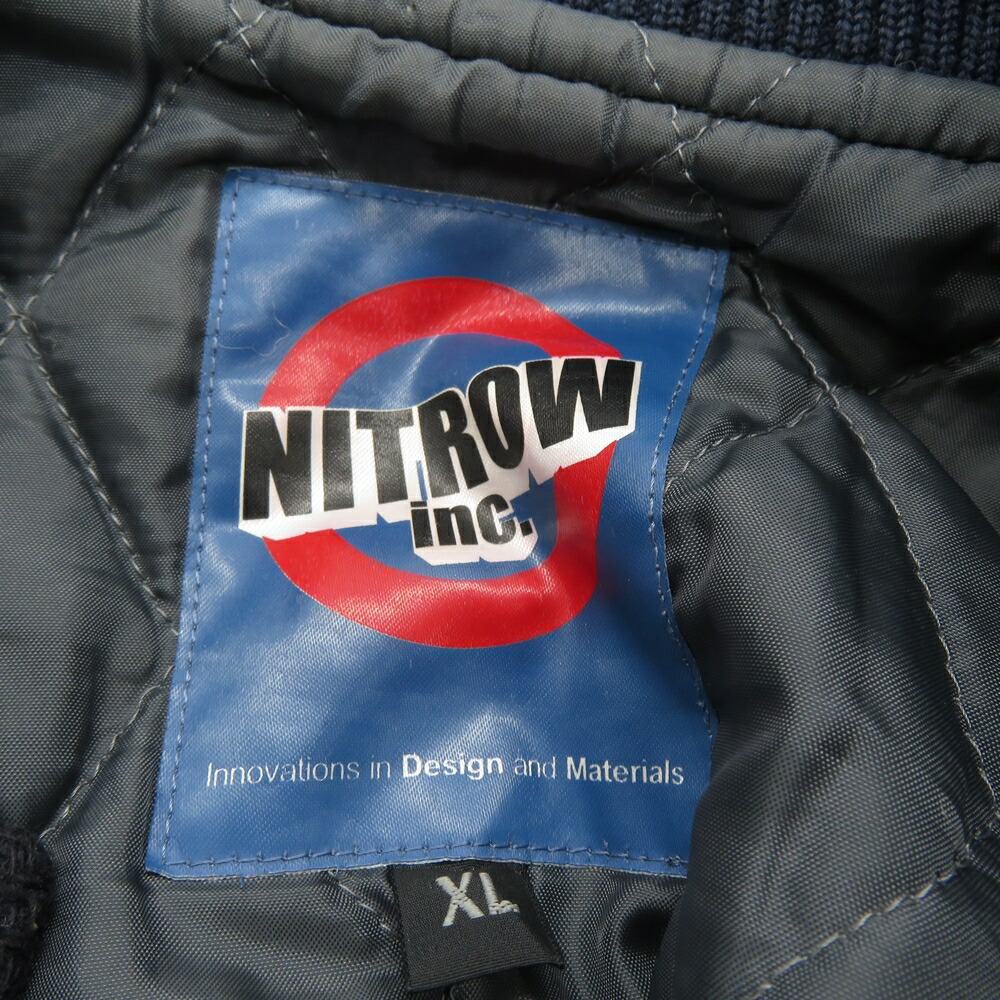 NITROW
inc.
Innovations in Design and Materials
XL